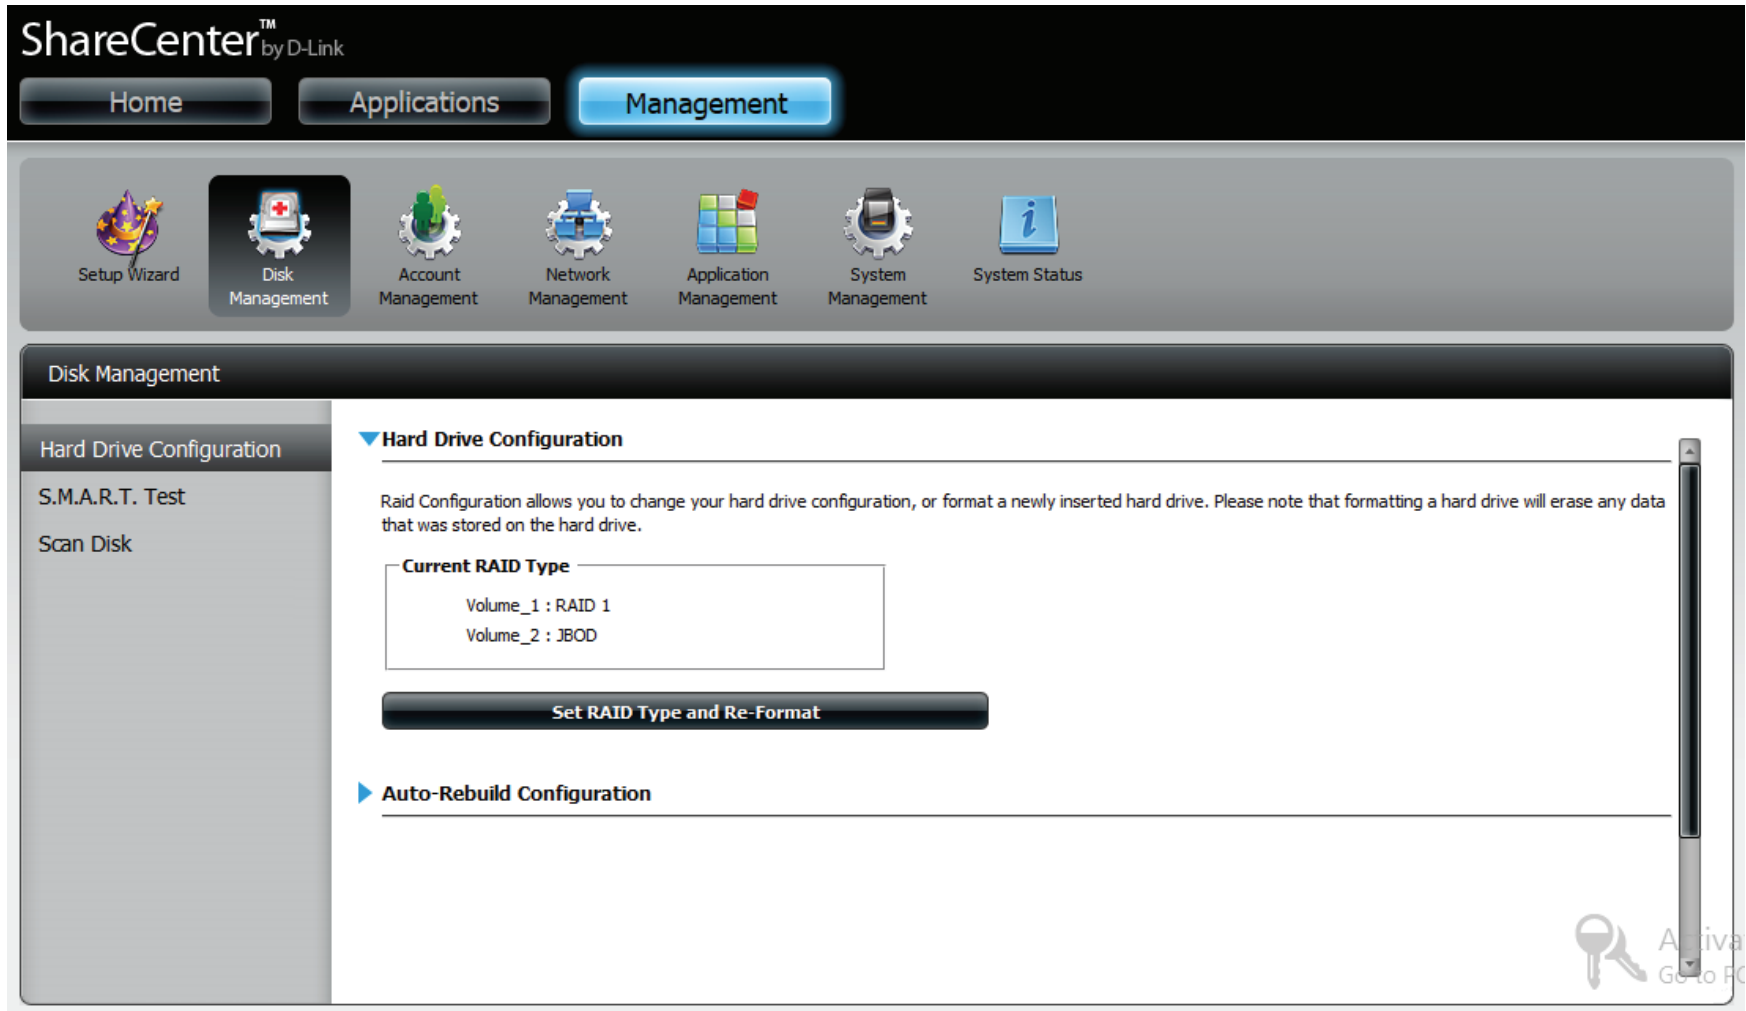 ShareCenter™ by D-Link
Home
Applications
Management
Setup Wizard
Disk
Management
Account
Management
Network
Management
Application
Management
System
Management
System Status
Disk Management
Hard Drive Configuration
S.M.A.R.T. Test
Scan Disk
Hard Drive Configuration
Raid Configuration allows you to change your hard drive configuration, or format a newly inserted hard drive. Please note that formatting a hard drive will erase any data
that was stored on the hard drive.
Current RAID Type
Volume_1 : RAID 1
Volume_2 : JBOD
Set RAID Type and Re-Format
Auto-Rebuild Configuration
Go to PC